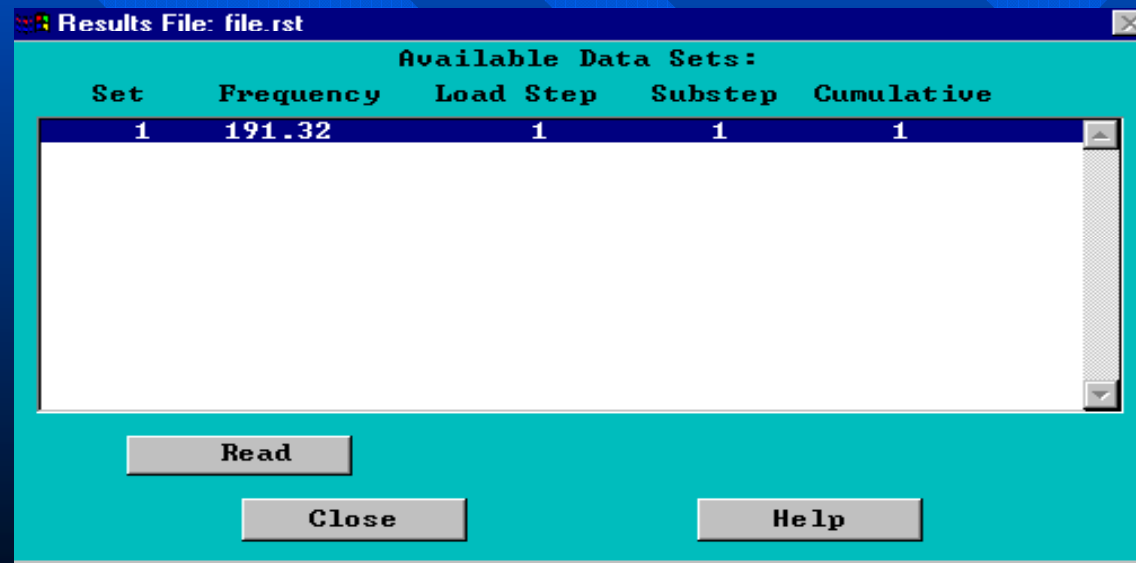 Results File: file.rst
Available Data Sets:
Set Frequency Load Step Substep Cumulative
1 191.32 1 1 1
Read
Close Help